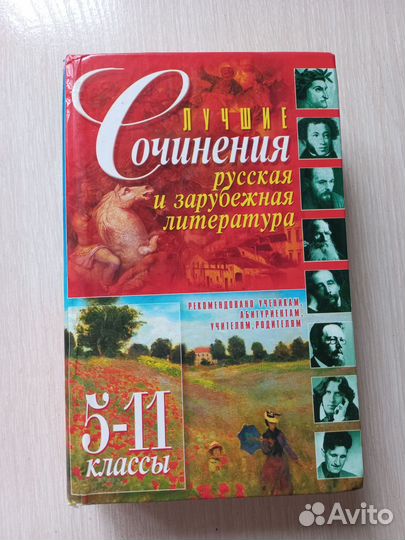 ЛУЧШИЕ
Сочинения
русская
и зарубежная
литература
РЕКОМЕНДОВАНО УЧЕНИКАМ,
АБИТУРИЕНТАМ,
УЧИТЕЛЯМ, РОДИТЕЛЯМ
5-11
классы
Avito